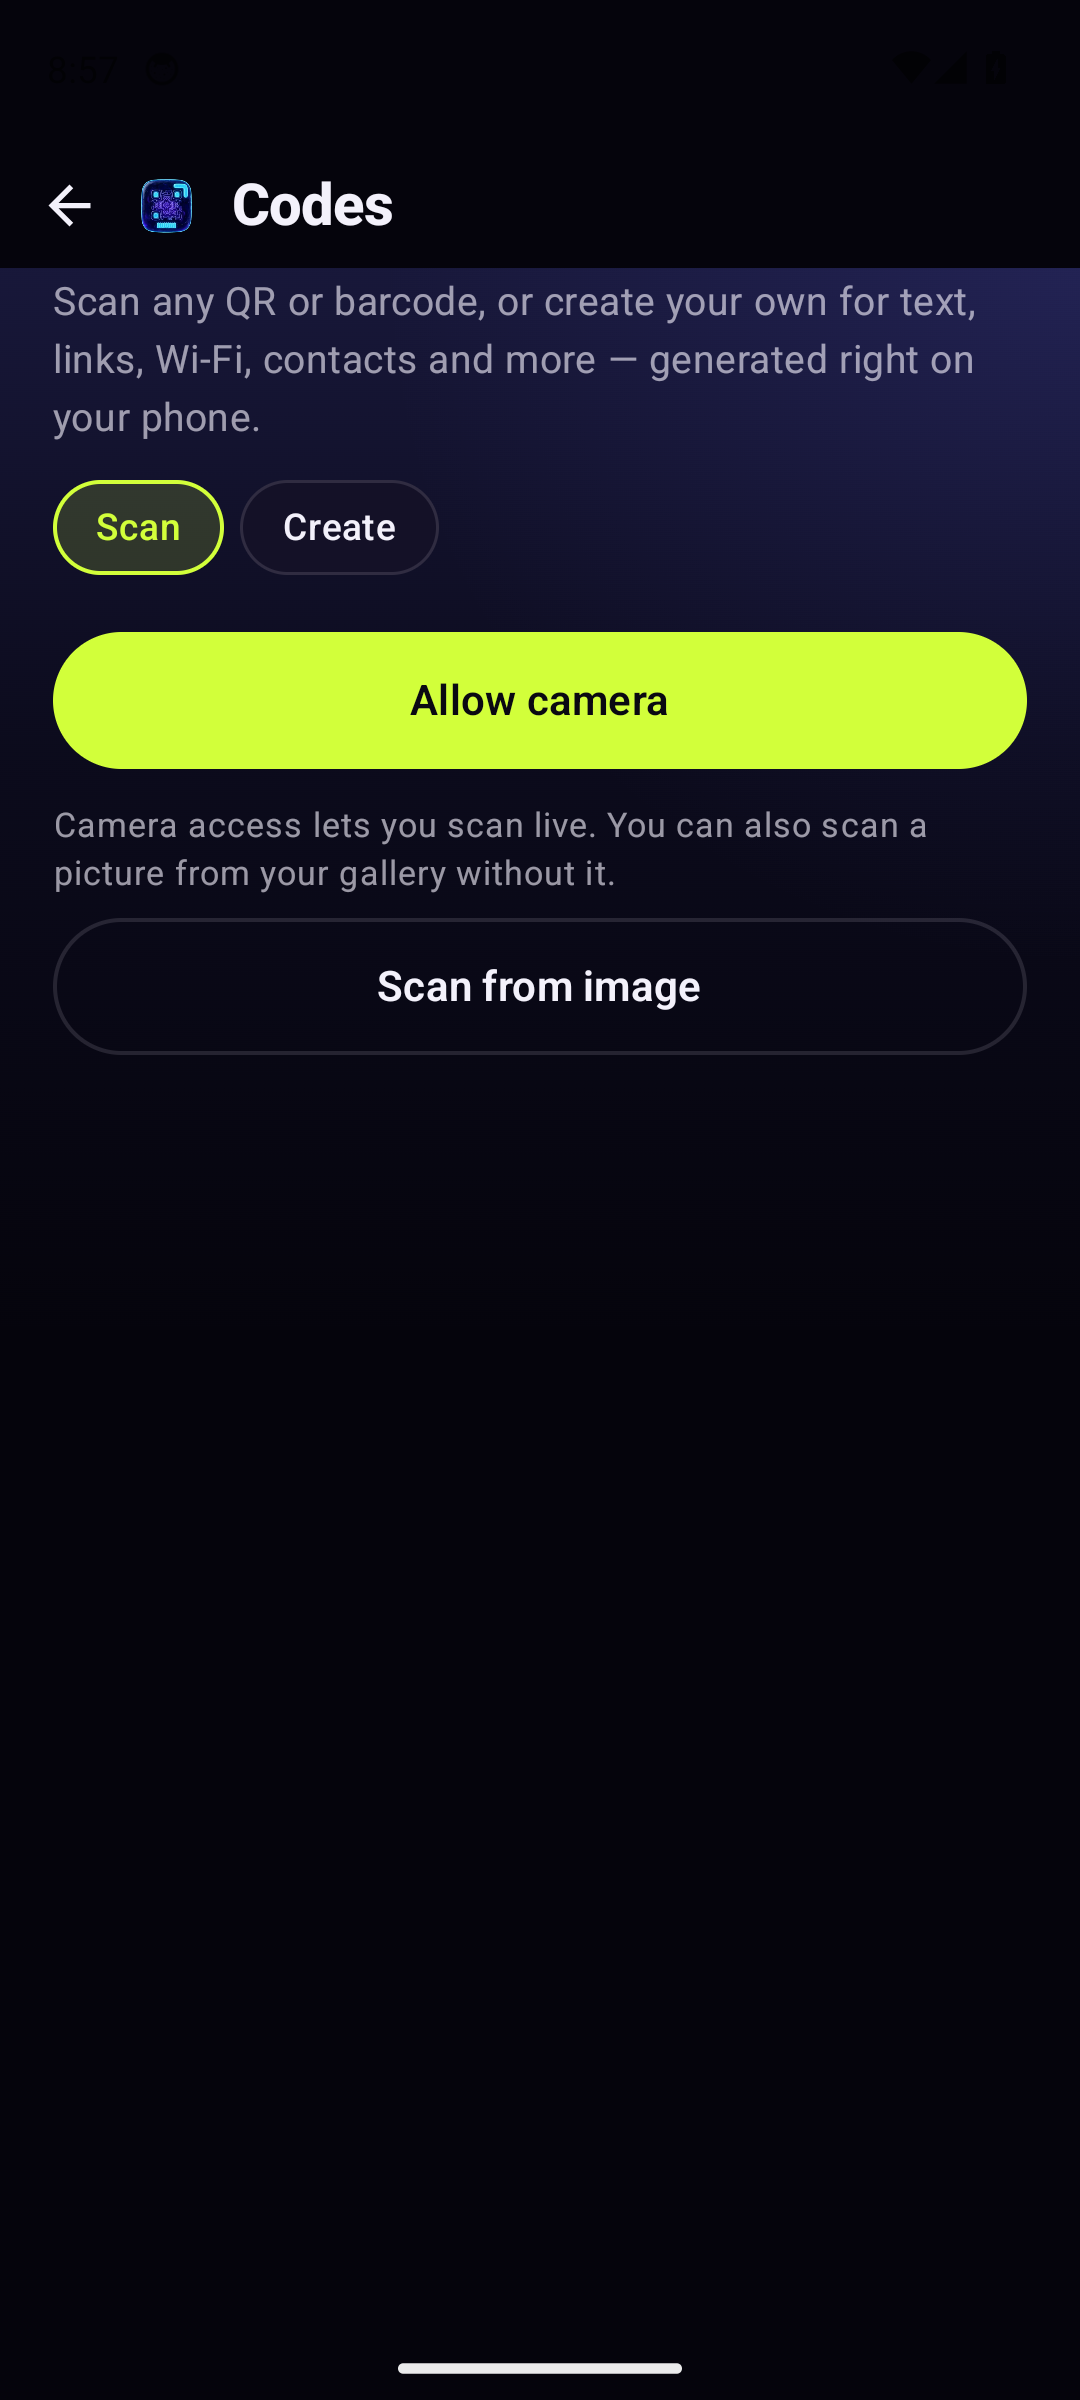 8:57
Codes
Scan any QR or barcode, or create your own for text,
links, Wi-Fi, contacts and more — generated right on
your phone.
Scan
Create
Allow camera
Camera access lets you scan live. You can also scan a
picture from your gallery without it.
Scan from image